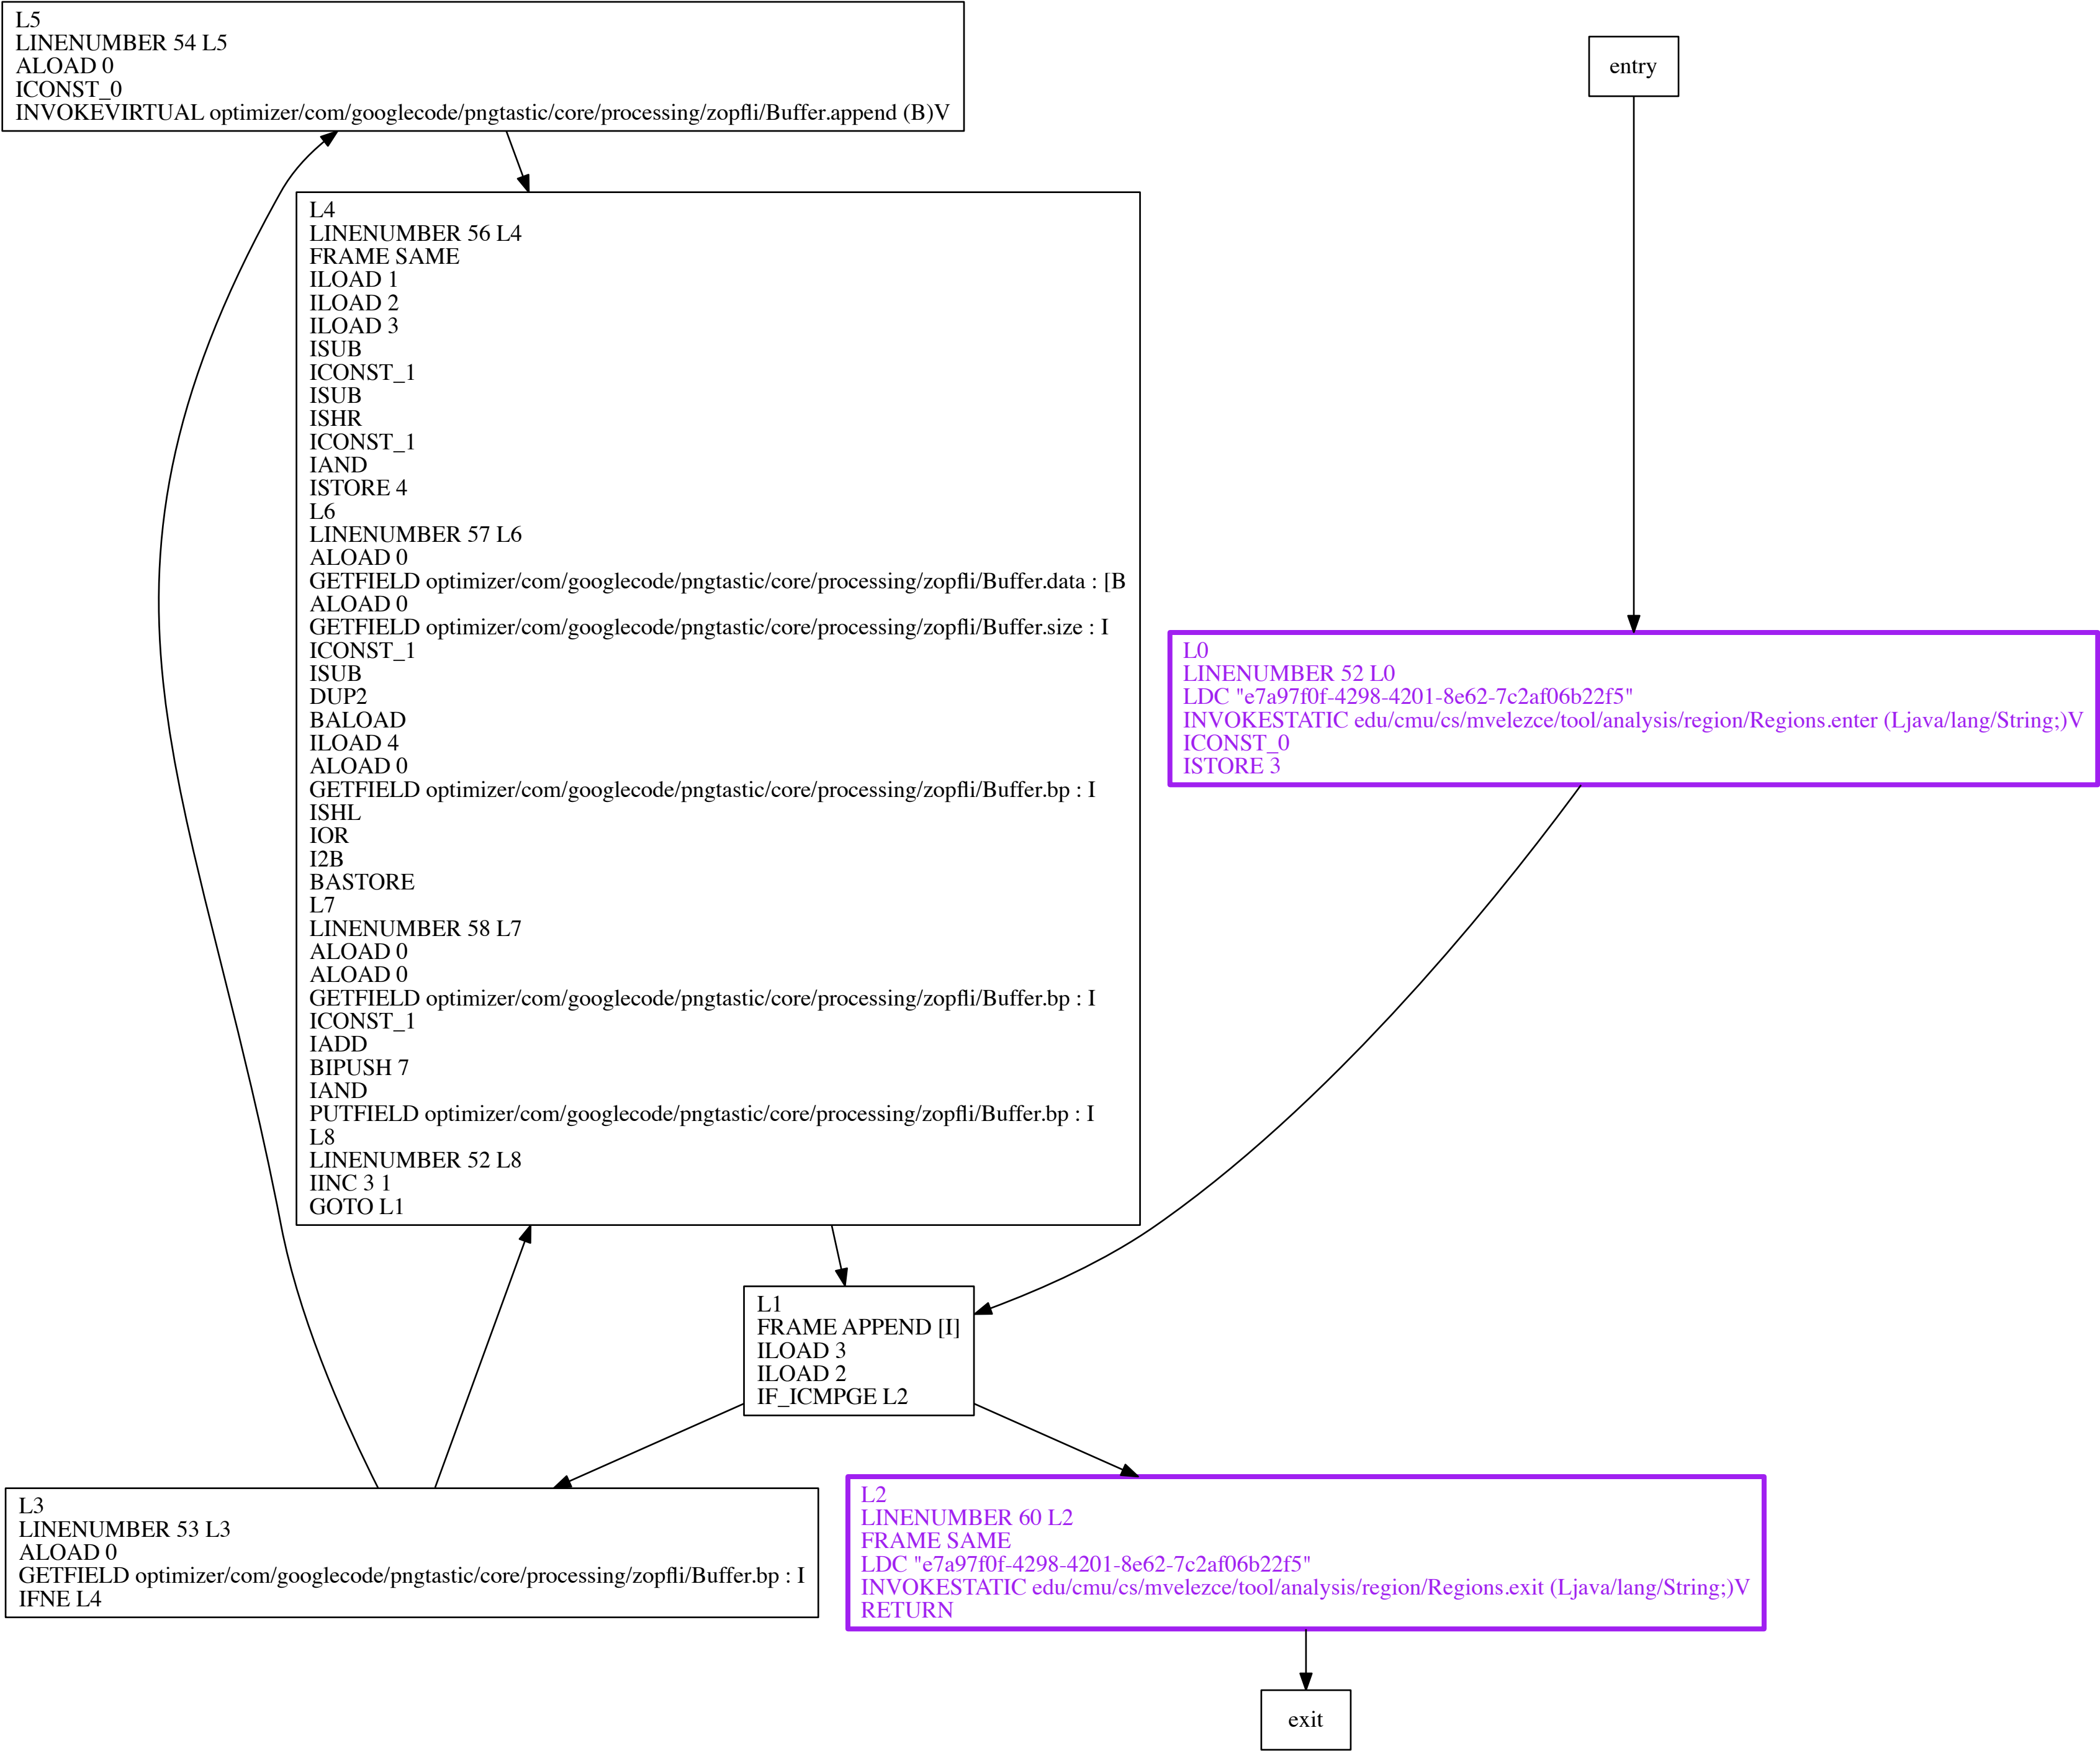 L5
LINENUMBER 54 L5
ALOAD 0
ICONST_0
INVOKEVIRTUAL optimizer/com/googlecode/pngtastic/core/processing/zopfli/Buffer.append (B)V
entry
L4
LINENUMBER 56 L4
FRAME SAME
ILOAD 1
ILOAD 2
ILOAD 3
ISUB
ICONST_1
ISUB
ISHR
ICONST_1
IAND
ISTORE 4
L6
LINENUMBER 57 L6
ALOAD 0
GETFIELD optimizer/com/googlecode/pngtastic/core/processing/zopfli/Buffer.data : [B
ALOAD 0
GETFIELD optimizer/com/googlecode/pngtastic/core/processing/zopfli/Buffer.size : I
ICONST_1
ISUB
DUP2
BALOAD
ILOAD 4
ALOAD 0
GETFIELD optimizer/com/googlecode/pngtastic/core/processing/zopfli/Buffer.bp : I
ISHL
IOR
I2B
BASTORE
L7
LINENUMBER 58 L7
ALOAD 0
ALOAD 0
GETFIELD optimizer/com/googlecode/pngtastic/core/processing/zopfli/Buffer.bp : I
ICONST_1
IADD
BIPUSH 7
IAND
PUTFIELD optimizer/com/googlecode/pngtastic/core/processing/zopfli/Buffer.bp : I
L8
LINENUMBER 52 L8
IINC 3 1
GOTO L1
L0
LINENUMBER 52 L0
LDC "e7a97f0f-4298-4201-8e62-7c2af06b22f5"
INVOKESTATIC edu/cmu/cs/mvelezce/tool/analysis/region/Regions.enter (Ljava/lang/String;)V
ICONST_0
ISTORE 3
L1
FRAME APPEND [I]
ILOAD 3
ILOAD 2
IF_ICMPGE L2
L3
LINENUMBER 53 L3
ALOAD 0
GETFIELD optimizer/com/googlecode/pngtastic/core/processing/zopfli/Buffer.bp : I
IFNE L4
L2
LINENUMBER 60 L2
FRAME SAME
LDC "e7a97f0f-4298-4201-8e62-7c2af06b22f5"
INVOKESTATIC edu/cmu/cs/mvelezce/tool/analysis/region/Regions.exit (Ljava/lang/String;)V
RETURN
exit